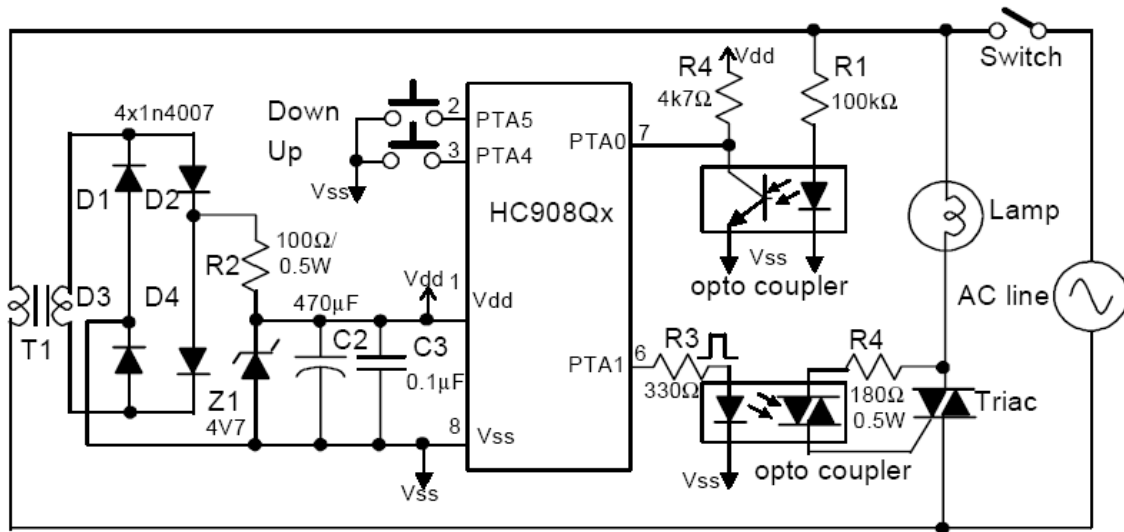 Switch
Vdd
R4
4k7Ω
R1
100kΩ
4x1n4007
Down
Up
2
PTA5
3
PTA4
PTA0
7
Vss
D1
D2
HC908Qx
Lamp
100Ω/
0.5W
R2
Vss
opto coupler
D3
D4
T1
Vdd
1
Vdd
470µF
C2
C3
0.1µF
AC line
PTA1
6
R3
330Ω
R4
180Ω
0.5W
Triac
Z1
4V7
8
Vss
opto coupler
Vss
Vss